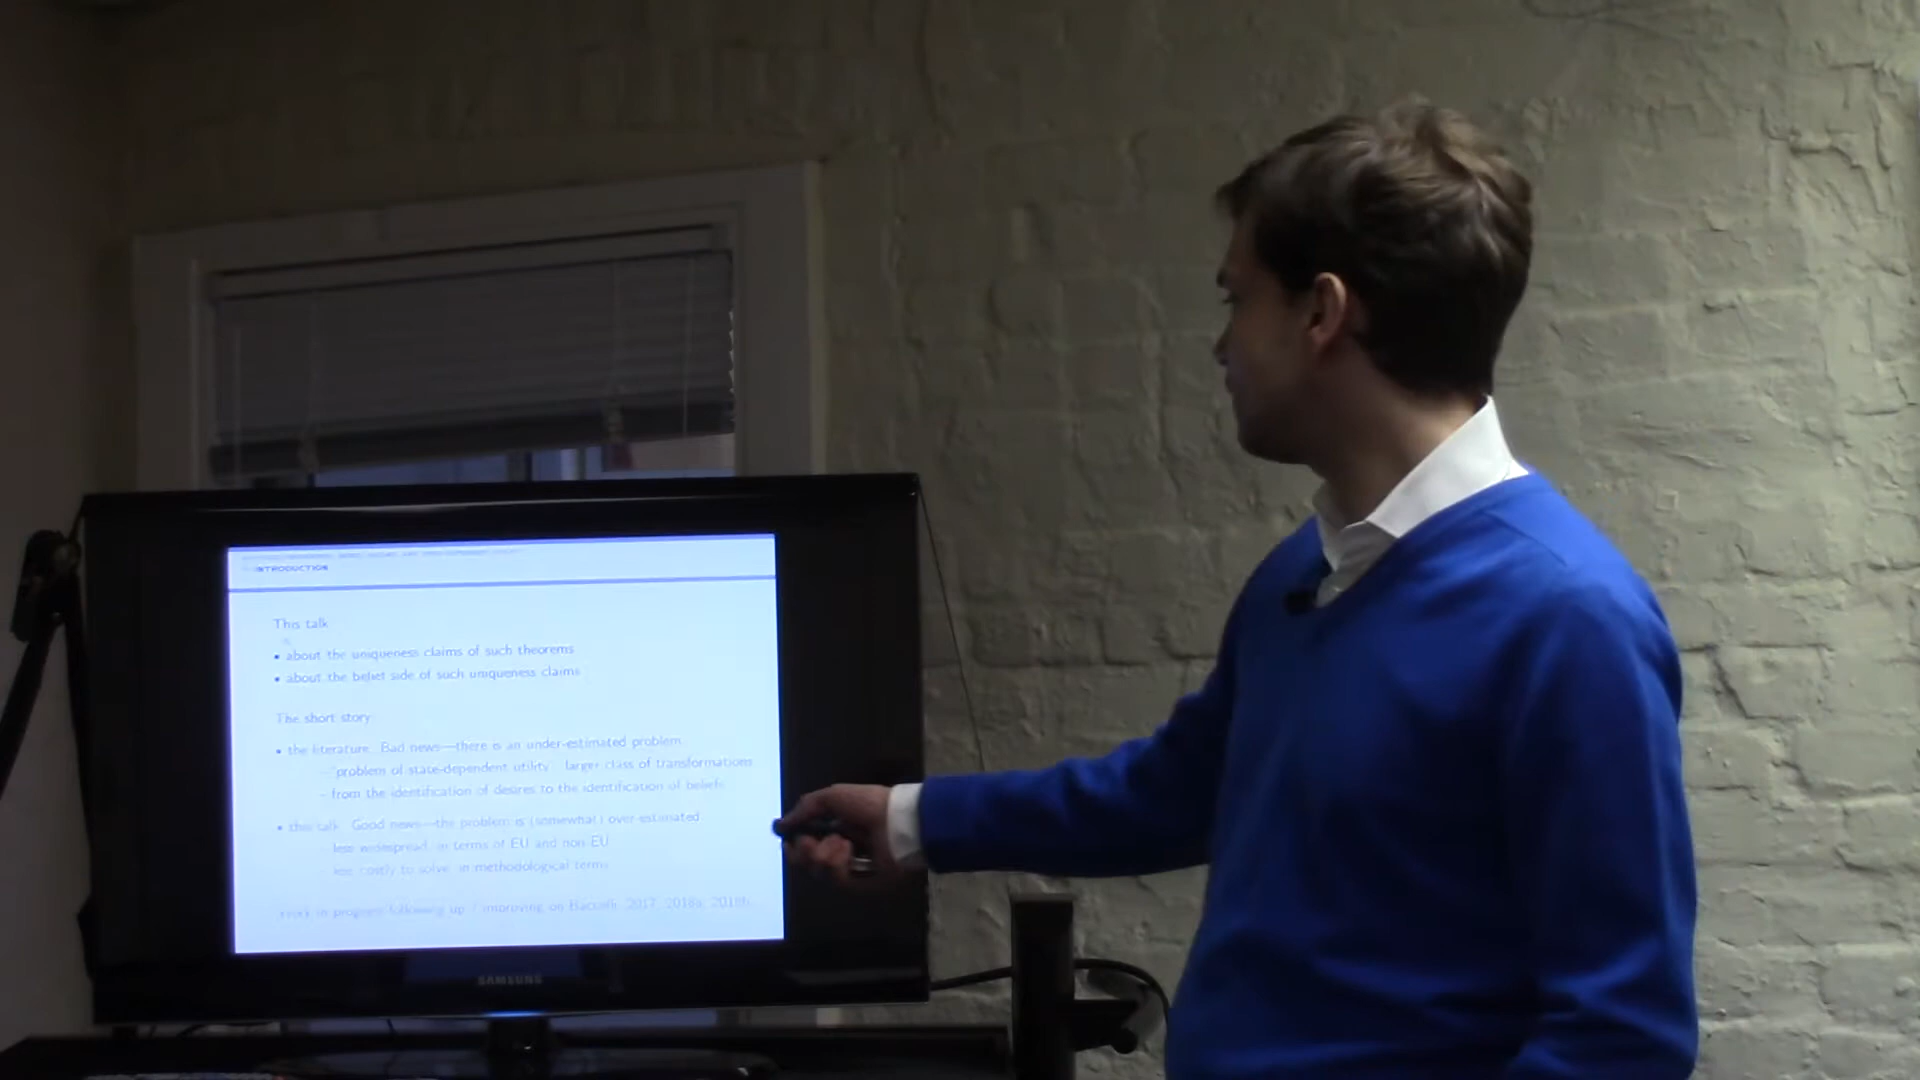 INTRODUCTION
This talk
• about the uniqueness claims of such theorems
• about the belief side of such uniqueness claims
The short story
• the literature Bad news—there is an under-estimated problem
– "problem of state-dependent utility larger class of transformations
– from the identification of desires to the identification of beliefs
• this talk Good news—the problem is (somewhat) over-estimated
– less widespread in terms of EU and non-EU
– less costly to solve in methodological terms
work in progress following up / improving on Baccelli 2017 2018a 2018b
SAMSUNG